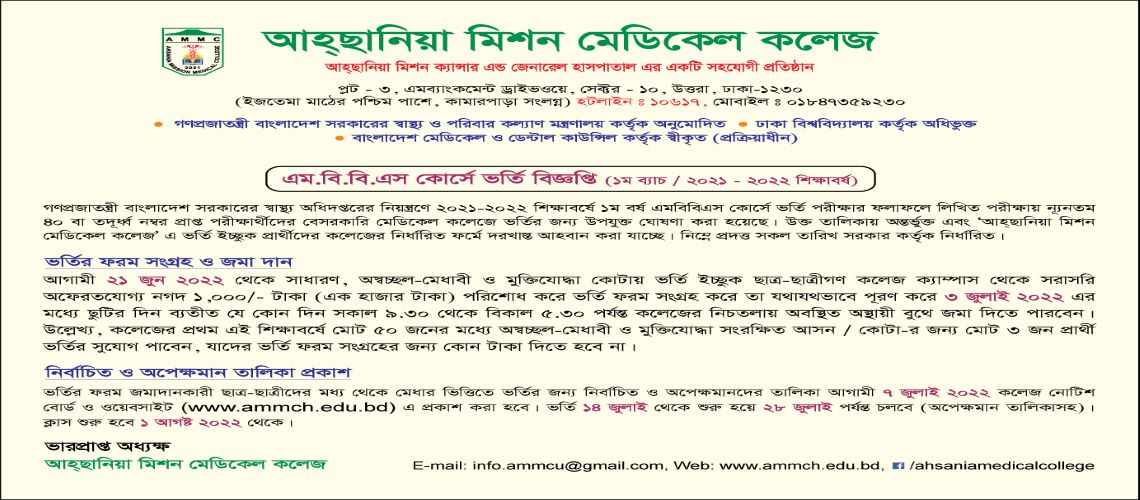 AMMC
AHSANIA MISSION MEDICAL COLLEGE
2021
আহ্ছানিয়া মিশন মেডিকেল কলেজ
আহ্ছানিয়া মিশন ক্যান্সার এন্ড জেনারেল হাসপাতাল এর একটি সহযোগী প্রতিষ্ঠান
প্লট - ৩, এমব্যাংকমেন্ট ড্রাইভওয়ে, সেক্টর - ১০, উত্তরা, ঢাকা-১২৩০
(ইজতেমা মাঠের পশ্চিম পাশে, কামারপাড়া সংলগ্ন) হটলাইন ঃ ১০৬১৭, মোবাইল ঃ ০১৮৪৭৩৫৯২৩০
• গণপ্রজাতন্ত্রী বাংলাদেশ সরকারের স্বাস্থ্য ও পরিবার কল্যাণ মন্ত্রণালয় কর্তৃক অনুমোদিত • ঢাকা বিশ্ববিদ্যালয় কর্তৃক অধিভুক্ত
• বাংলাদেশ মেডিকেল ও ডেন্টাল কাউন্সিল কর্তৃক স্বীকৃত (প্রক্রিয়াধীন)
এম.বি.বি.এস কোর্সে ভর্তি বিজ্ঞপ্তি (১ম ব্যাচ / ২০২১ - ২০২২ শিক্ষাবর্ষ)
গণপ্রজাতন্ত্রী বাংলাদেশ সরকারের স্বাস্থ্য অধিদপ্তরের নিয়ন্ত্রণে ২০২১-২০২২ শিক্ষাবর্ষে ১ম বর্ষ এমবিবিএস কোর্সে ভর্তি পরীক্ষার ফলাফলে লিখিত পরীক্ষায় ন্যূনতম
৪০ বা তদূর্ধ্ব নম্বর প্রাপ্ত পরীক্ষার্থীদের বেসরকারি মেডিকেল কলেজে ভর্তির জন্য উপযুক্ত ঘোষণা করা হয়েছে। উক্ত তালিকায় অন্তর্ভুক্ত এবং ‘আহ্ছানিয়া মিশন
মেডিকেল কলেজ’ এ ভর্তি ইচ্ছুক প্রার্থীদের কলেজের নির্ধারিত ফর্মে দরখাস্ত আহবান করা যাচ্ছে। নিম্নে প্রদত্ত সকল তারিখ সরকার কর্তৃক নির্ধারিত।
ভর্তির ফরম সংগ্রহ ও জমা দান
আগামী ২১ জুন ২০২২ থেকে সাধারণ, অস্বচ্ছল-মেধাবী ও মুক্তিযোদ্ধা কোটায় ভর্তি ইচ্ছুক ছাত্র-ছাত্রীগণ কলেজ ক্যাম্পাস থেকে সরাসরি
অফেরতযোগ্য নগদ ১,০০০/- টাকা (এক হাজার টাকা) পরিশোধ করে ভর্তি ফরম সংগ্রহ করে তা যথাযথভাবে পূরণ করে ৩ জুলাই ২০২২ এর
মধ্যে ছুটির দিন ব্যতীত যে কোন দিন সকাল ৯.৩০ থেকে বিকাল ৫.৩০ পর্যন্ত কলেজের নিচতলায় অবস্থিত অস্থায়ী বুথে জমা দিতে পারবেন।
উল্লেখ্য, কলেজের প্রথম এই শিক্ষাবর্ষে মোট ৫০ জনের মধ্যে অস্বচ্ছল-মেধাবী ও মুক্তিযোদ্ধা সংরক্ষিত আসন / কোটা-র জন্য মোট ৩ জন প্রার্থী
ভর্তির সুযোগ পাবেন, যাদের ভর্তি ফরম সংগ্রহের জন্য কোন টাকা দিতে হবে না।
নির্বাচিত ও অপেক্ষমান তালিকা প্রকাশ
ভর্তির ফরম জমাদানকারী ছাত্র-ছাত্রীদের মধ্য থেকে মেধার ভিত্তিতে ভর্তির জন্য নির্বাচিত ও অপেক্ষমানদের তালিকা আগামী ৭ জুলাই ২০২২ কলেজ নোটিশ
বোর্ড ও ওয়েবসাইট (www.ammch.edu.bd) এ প্রকাশ করা হবে। ভর্তি ১৪ জুলাই থেকে শুরু হয়ে ২৮ জুলাই পর্যন্ত চলবে (অপেক্ষমান তালিকাসহ)।
ক্লাস শুরু হবে ১ আগষ্ট ২০২২ থেকে।
ভারপ্রাপ্ত অধ্যক্ষ
আহ্ছানিয়া মিশন মেডিকেল কলেজ
E-mail: info.ammcu@gmail.com, Web: www.ammch.edu.bd, /ahsaniamedicalcollege